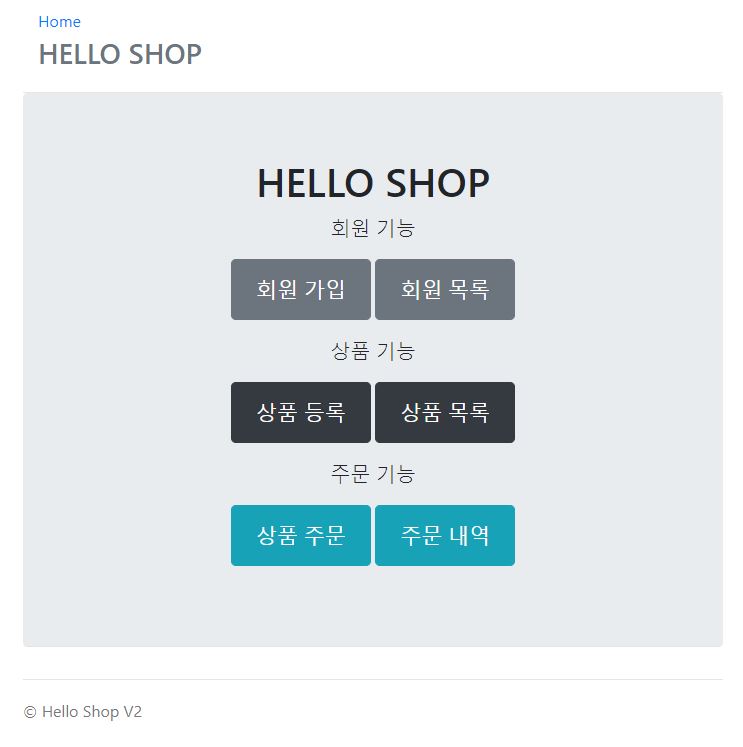 Home
HELLO SHOP
HELLO SHOP
회원 기능
회원 가입 회원 목록
상품 기능
상품 등록 상품 목록
주문 기능
상품 주문 주문 내역
© Hello Shop V2